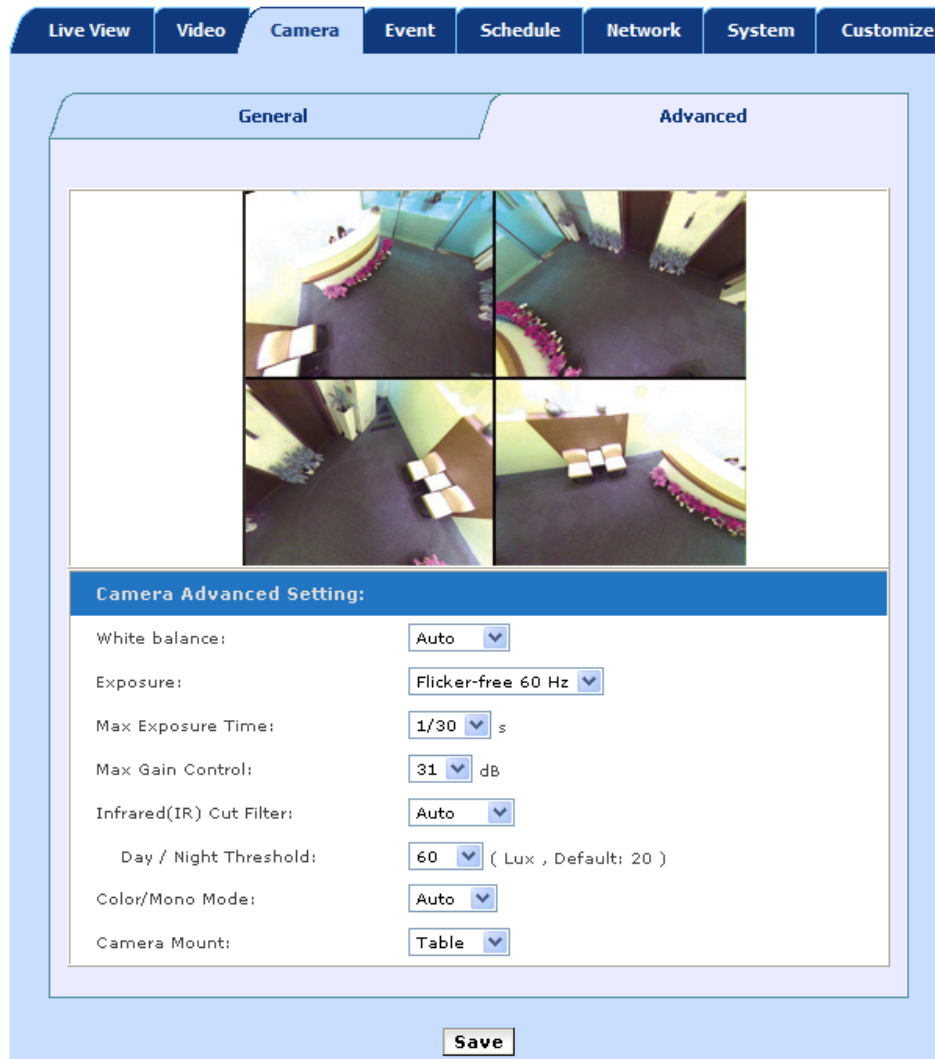 Live View Video Camera Event Schedule Network System Customize
General Advanced
Camera Advanced Setting:
White balance: Auto
Exposure: Flicker-free 60 Hz
Max Exposure Time: 1/30 s
Max Gain Control: 31 dB
Infrared(IR) Cut Filter: Auto
Day / Night Threshold: 60 ( Lux , Default: 20 )
Color/Mono Mode: Auto
Camera Mount: Table
Save